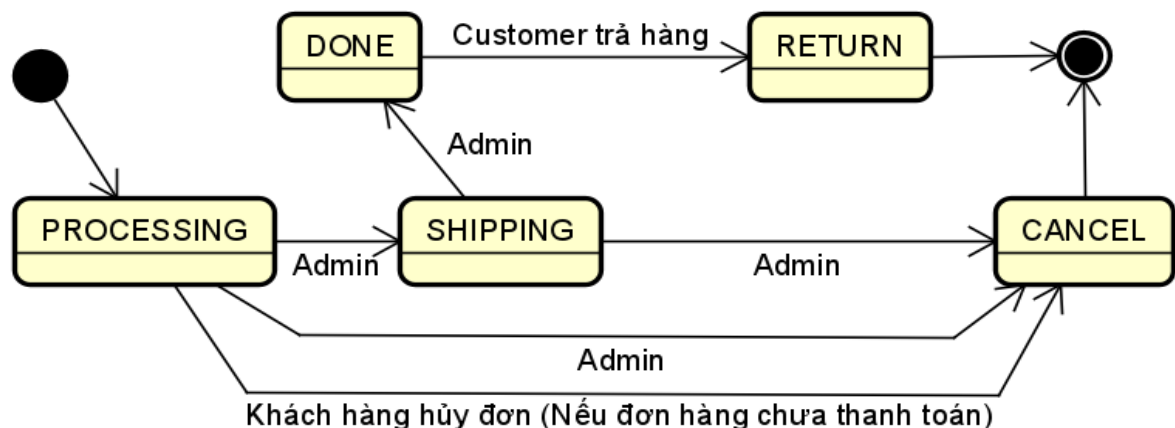 DONE
Customer trả hàng
RETURN
Admin
PROCESSING
SHIPPING
CANCEL
Admin
Admin
Admin
Khách hàng hủy đơn (Nếu đơn hàng chưa thanh toán)